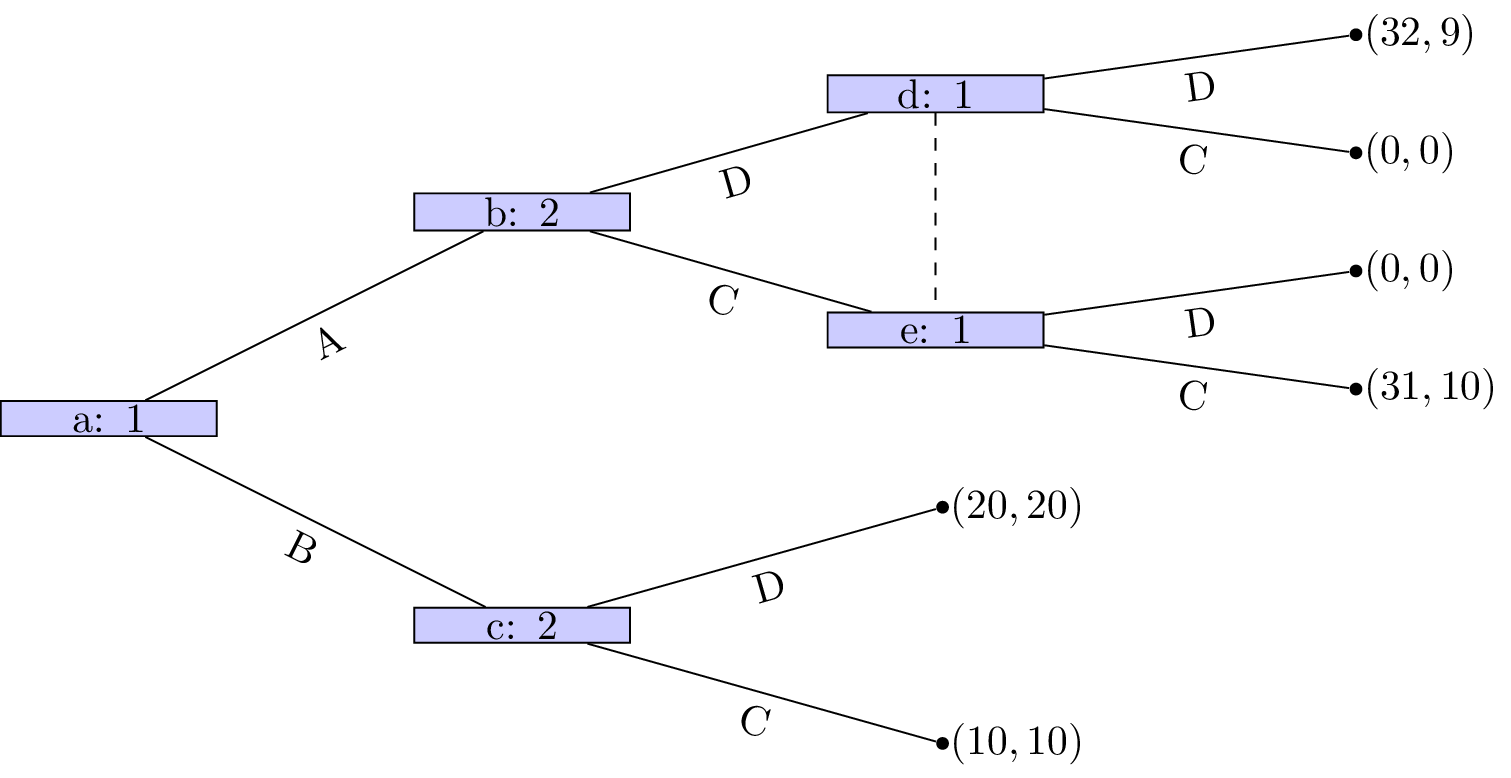 (32, 9)
D
d: 1
C
(0, 0)
D
b: 2
C
(0, 0)
D
e: 1
C
(31, 10)
A
a: 1
B
(20, 20)
D
c: 2
C
(10, 10)